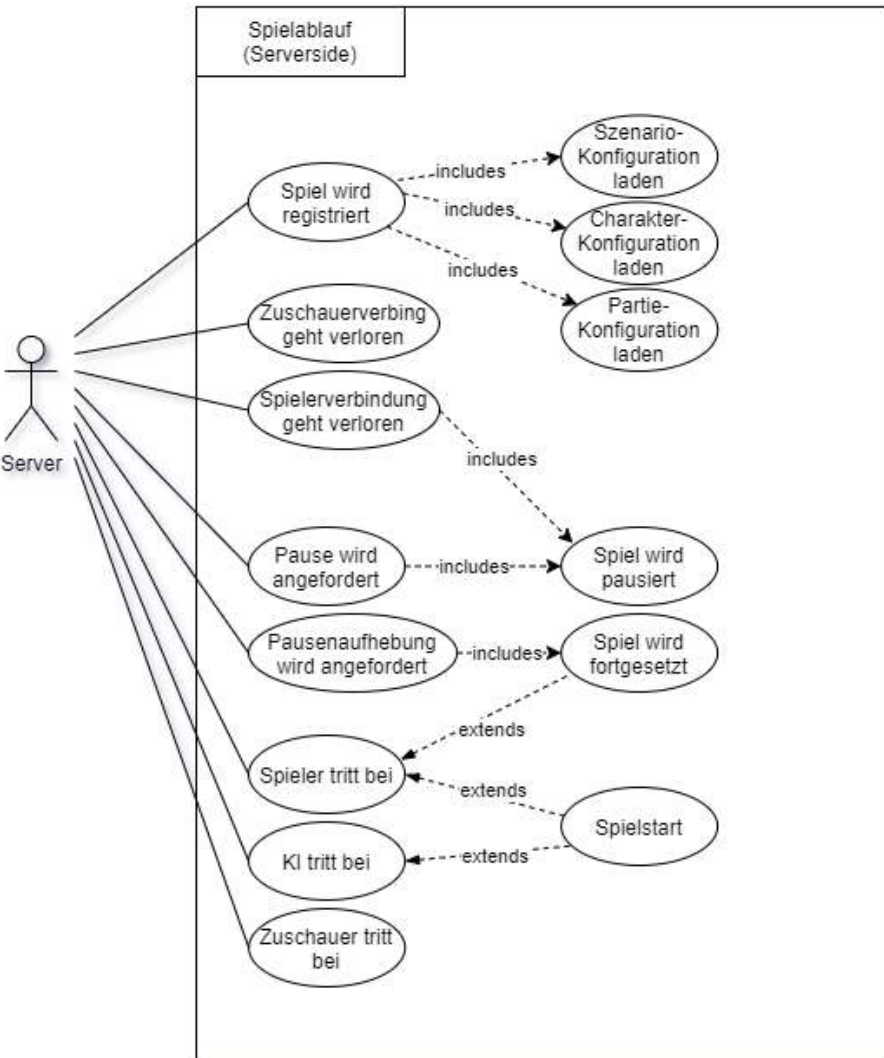 Spielablauf
(Serverside)
Szenario-
Konfiguration
laden
includes
Spiel wird
registriert
includes
Charakter-
Konfiguration
laden
includes
Partie-
Konfiguration
laden
Zuschauerverbing
geht verloren
Spielerverbindung
geht verloren
includes
Server
Pause wird
angefordert
includes
Spiel wird
pausiert
Pausenaufhebung
wird angefordert
includes
Spiel wird
fortgesetzt
extends
Spieler tritt bei
extends
Spielstart
KI tritt bei
extends
Zuschauer tritt
bei